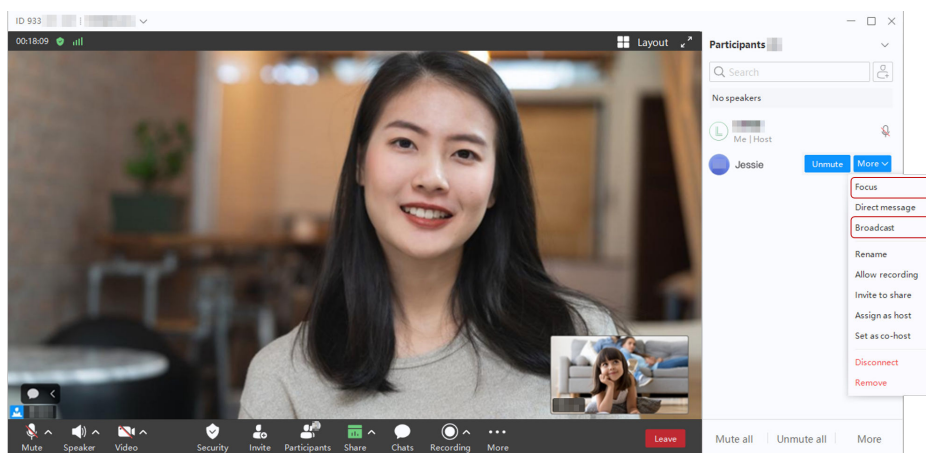 ID 933
00:18:09
Layout
Participants
Search
No speakers
L
Me | Host
Jessie
Unmute
More
Focus
Direct message
Broadcast
Rename
Allow recording
Invite to share
Assign as host
Set as co-host
Disconnect
Remove
Mute
Speaker
Video
Security
Invite
Participants
Share
Chats
Recording
More
Leave
Mute all
Unmute all
More